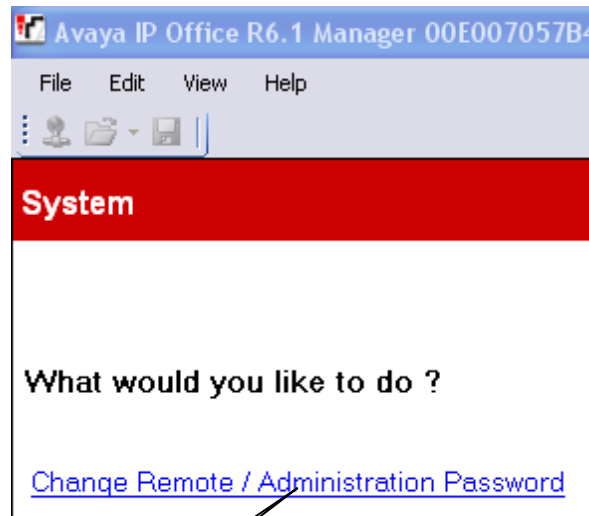 Avaya IP Office R6.1 Manager 00E007057B4
File Edit View Help
System
What would you like to do ?
Change Remote / Administration Password